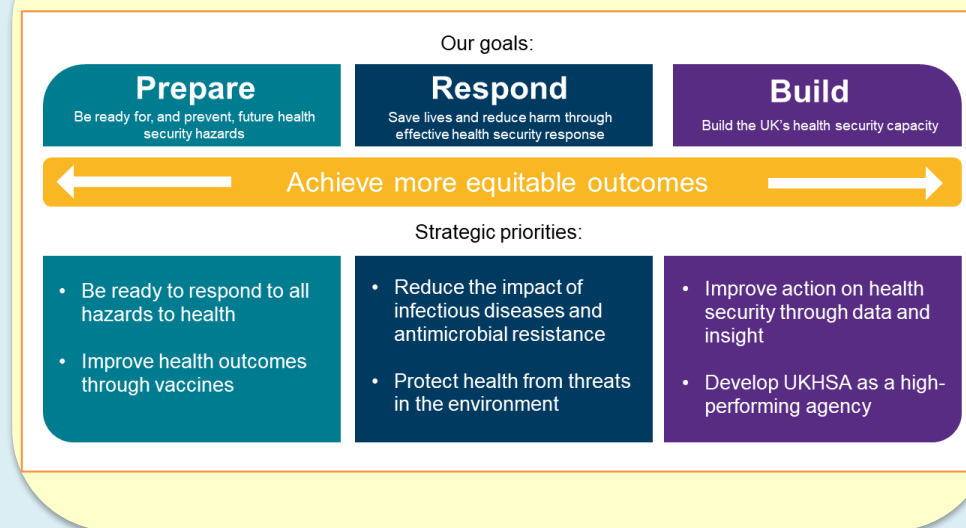 Our goals:
Prepare
Be ready for, and prevent, future health
security hazards
Respond
Save lives and reduce harm through
effective health security response
Build
Build the UK's health security capacity
Achieve more equitable outcomes
Strategic priorities:
• Be ready to respond to all
hazards to health
• Improve health outcomes
through vaccines
• Reduce the impact of
infectious diseases and
antimicrobial resistance
• Protect health from threats
in the environment
• Improve action on health
security through data and
insight
• Develop UKHSA as a high-
performing agency